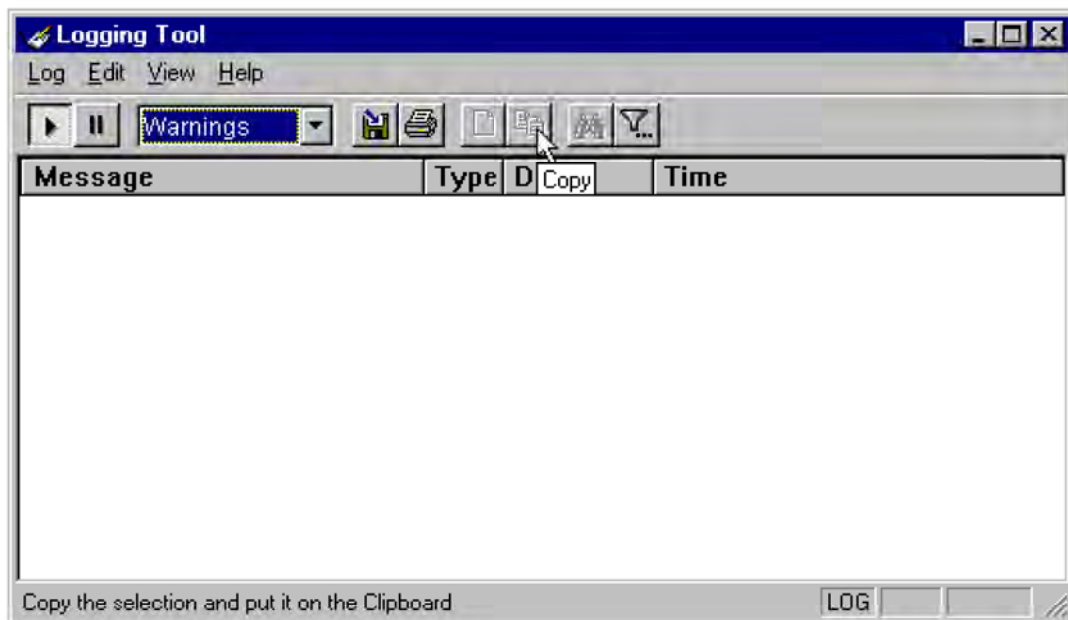 Logging Tool
Log Edit View Help
Warnings
Message Type D Time
Copy
Copy the selection and put it on the Clipboard LOG